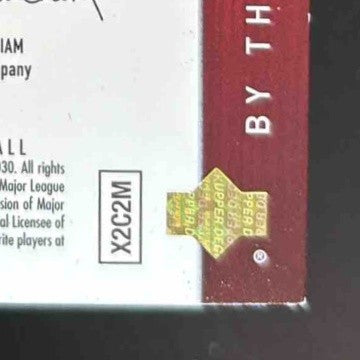 IAM
pany
ALL
030. All rights
Major League
sion of Major
al Licensee of
rite players at
X2C2M
BY TH
UPPER DEC
®